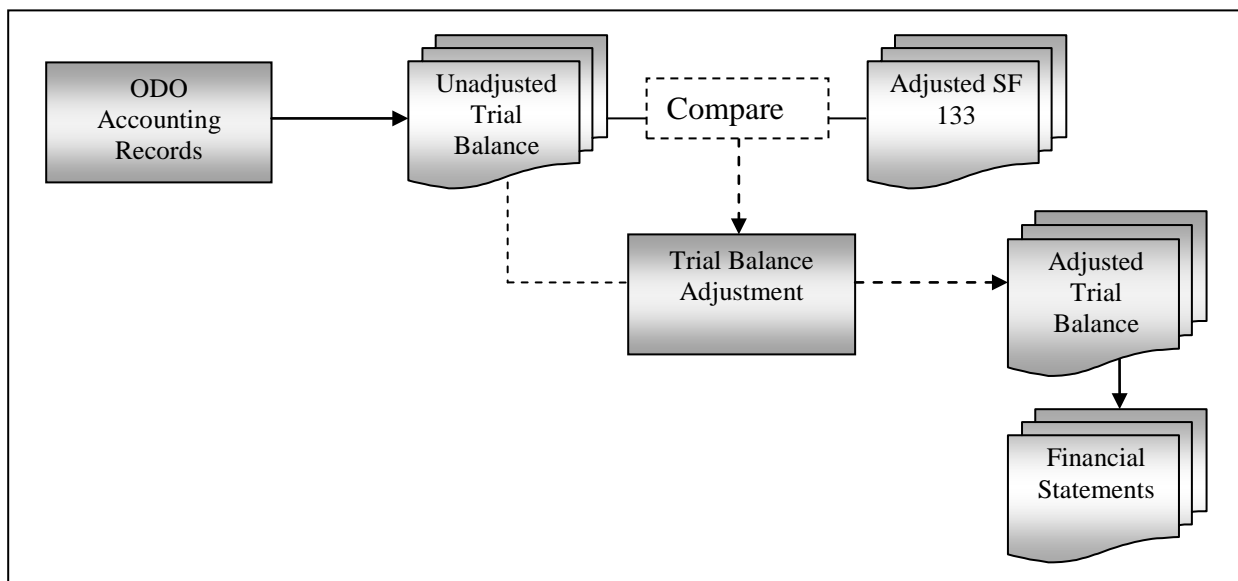 ODO
Accounting
Records
Unadjusted
Trial
Balance
Compare
Adjusted SF
133
Trial Balance
Adjustment
Adjusted
Trial
Balance
Financial
Statements